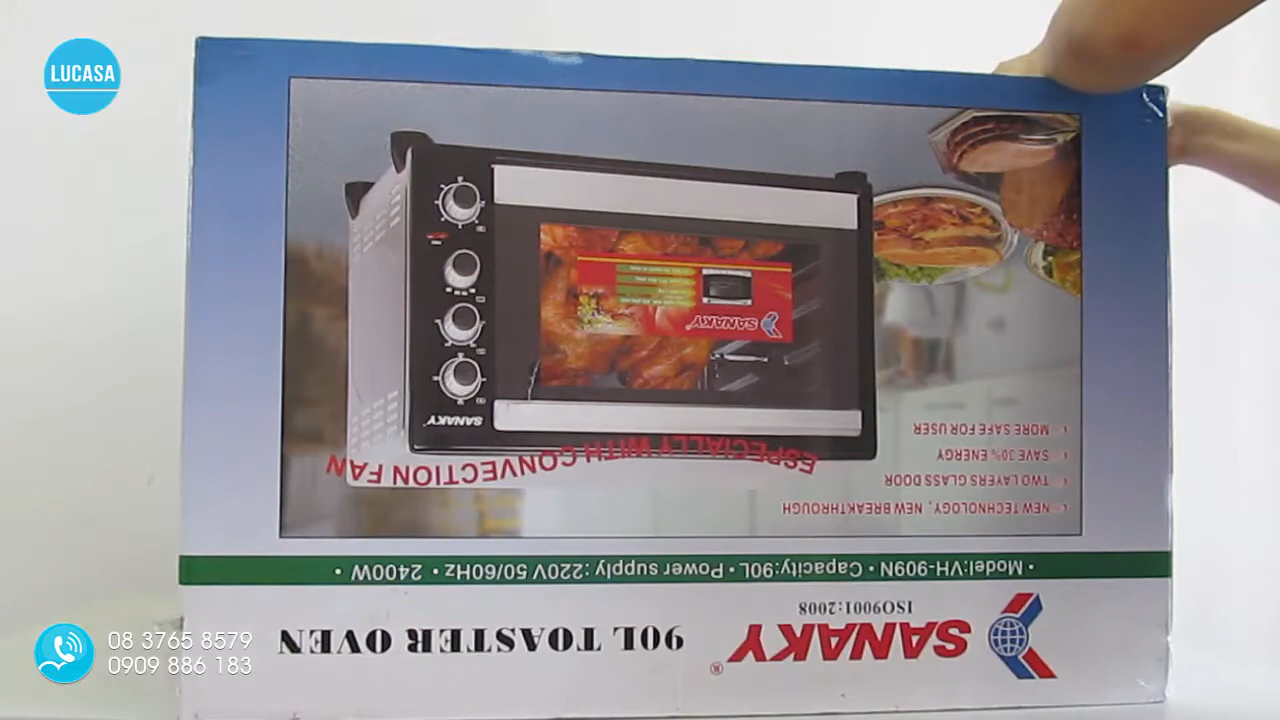 LUCASA
SANAKY®
ISO9001:2008
90L TOASTER OVEN
• Model:VH-909N • Capacity:90L • Power supply :220V 50/60Hz • 2400W •
NEW TECHNOLOGY, NEW BREAKTHROUGH
TWO LAYERS GLASS DOOR
SAVE 30% ENERGY
MORE SAFE FOR USER
ESPECIALLY WITH CONVECTION FAN
SANAKY
SANAKY
08 3765 8579
0909 886 183